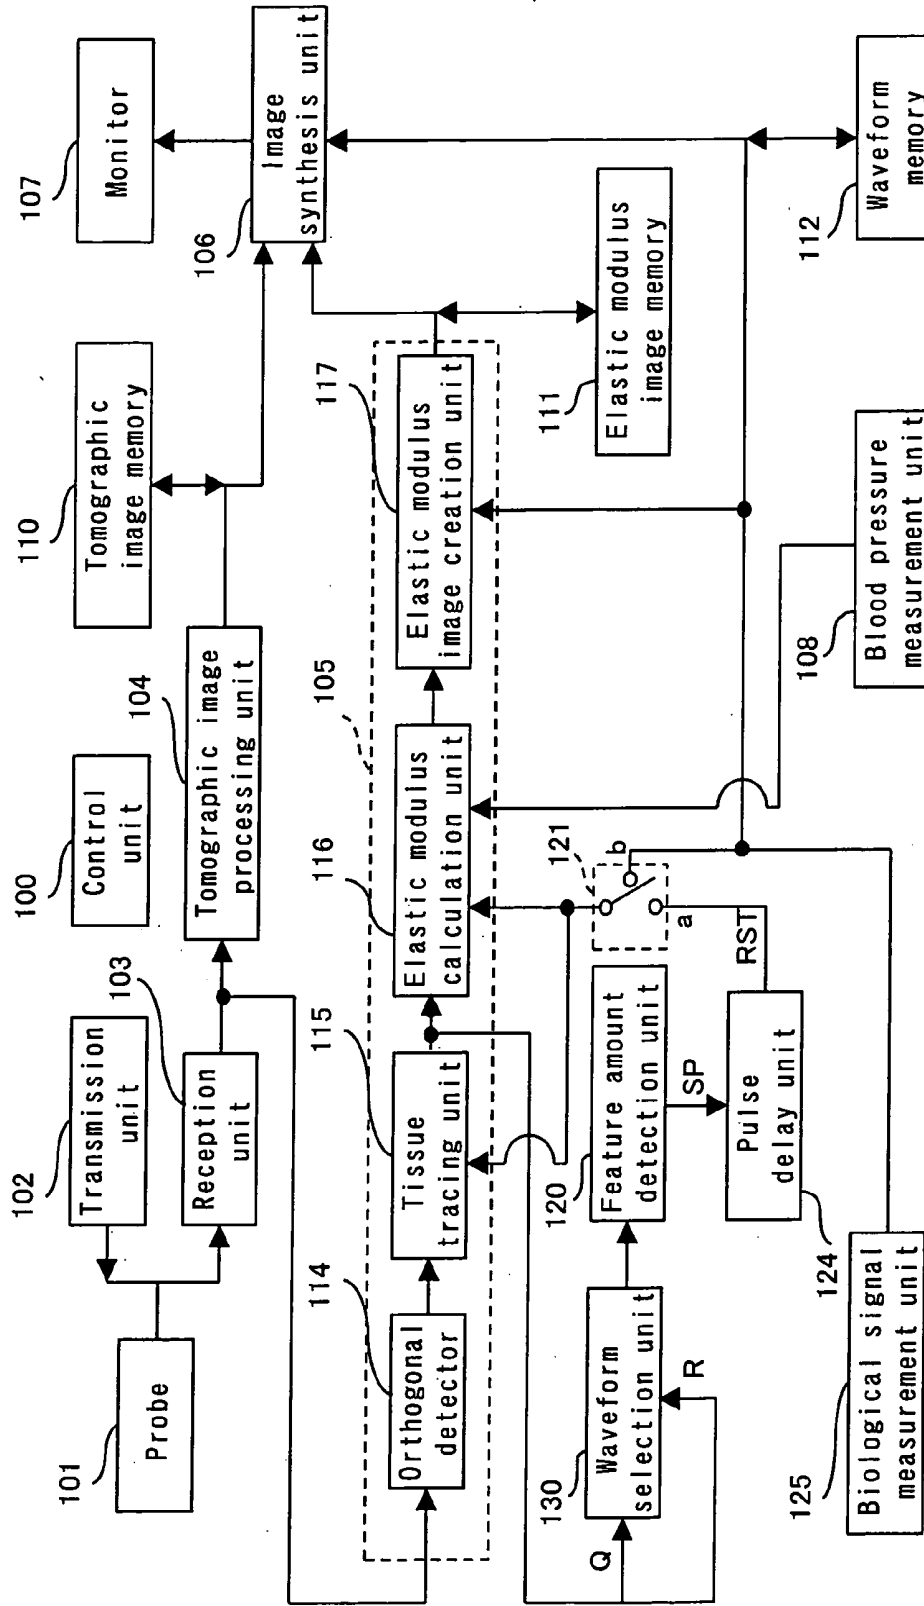 101
Probe
102
Transmission
unit
103
Reception
unit
100
Control
unit
104
Tomographic image
processing unit
110
Tomographic
image memory
107
Monitor
106
Image
synthesis unit
105
114
Orthogonal
detector
115
Tissue
tracing unit
116
Elastic modulus
calculation unit
117
Elastic modulus
image creation unit
111
Elastic modulus
image memory
Q
R
130
Waveform
selection unit
120
Feature amount
detection unit
SP
124
Pulse
delay unit
RST
121
a
b
125
Biological signal
measurement unit
108
Blood pressure
measurement unit
112
Waveform
memory